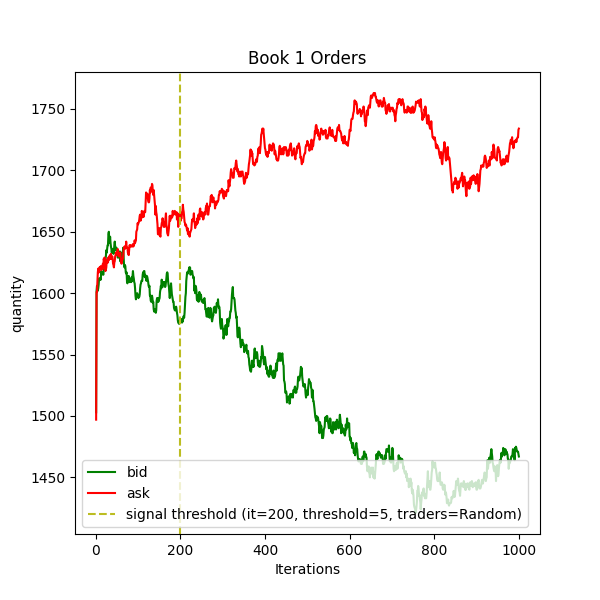 Book 1 Orders
quantity
1750
1700
1650
1600
1550
1500
1450
bid
ask
signal threshold (it=200, threshold=5, traders=Random)
0 200 400 600 800 1000
Iterations